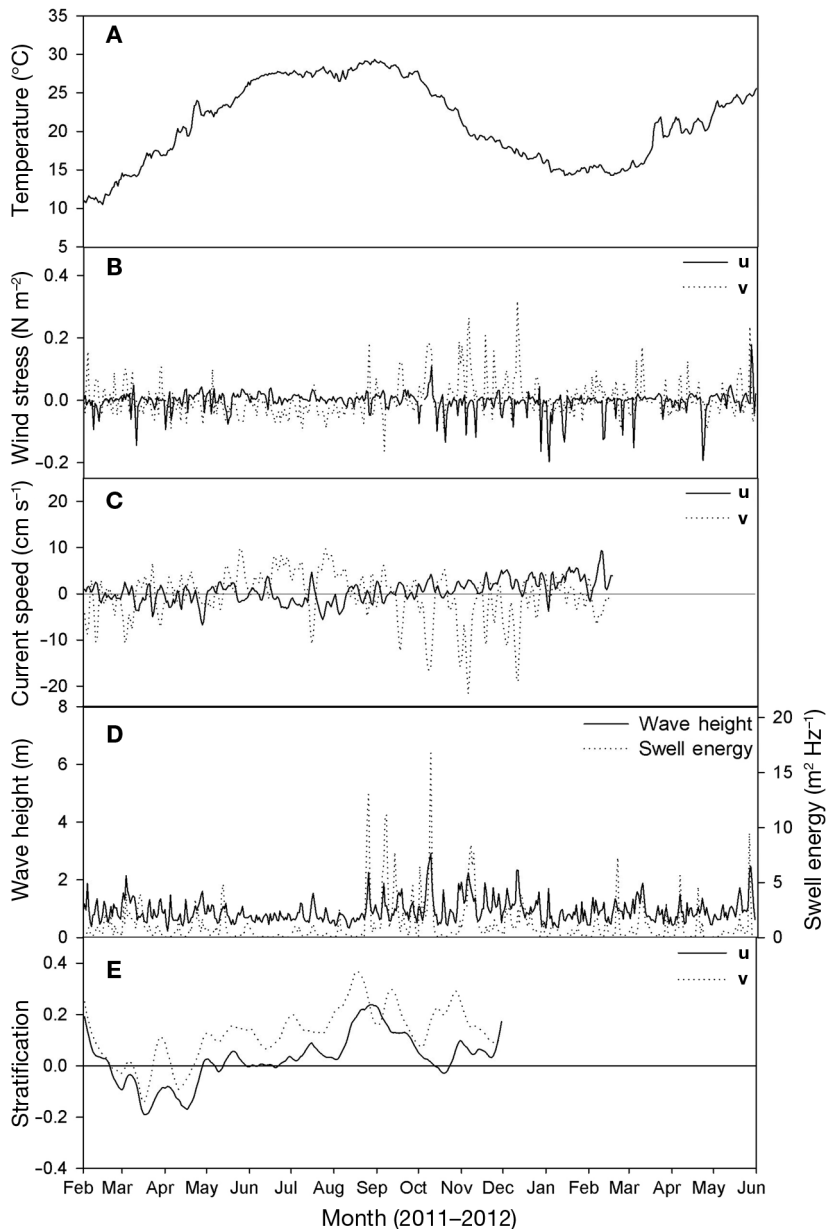 A
Temperature (°C)
35
30
25
20
15
10
5
B
u
v
Wind stress (N m⁻²)
0.4
0.2
0.0
–0.2
C
u
v
Current speed (cm s⁻¹)
20
10
0
–10
–20
D
Wave height
Swell energy
Wave height (m)
8
6
4
2
0
Swell energy (m² Hz⁻¹)
20
15
10
5
0
E
u
v
Stratification
0.4
0.2
0.0
–0.2
–0.4
Feb Mar Apr May Jun Jul Aug Sep Oct Nov Dec Jan Feb Mar Apr May Jun
Month (2011–2012)